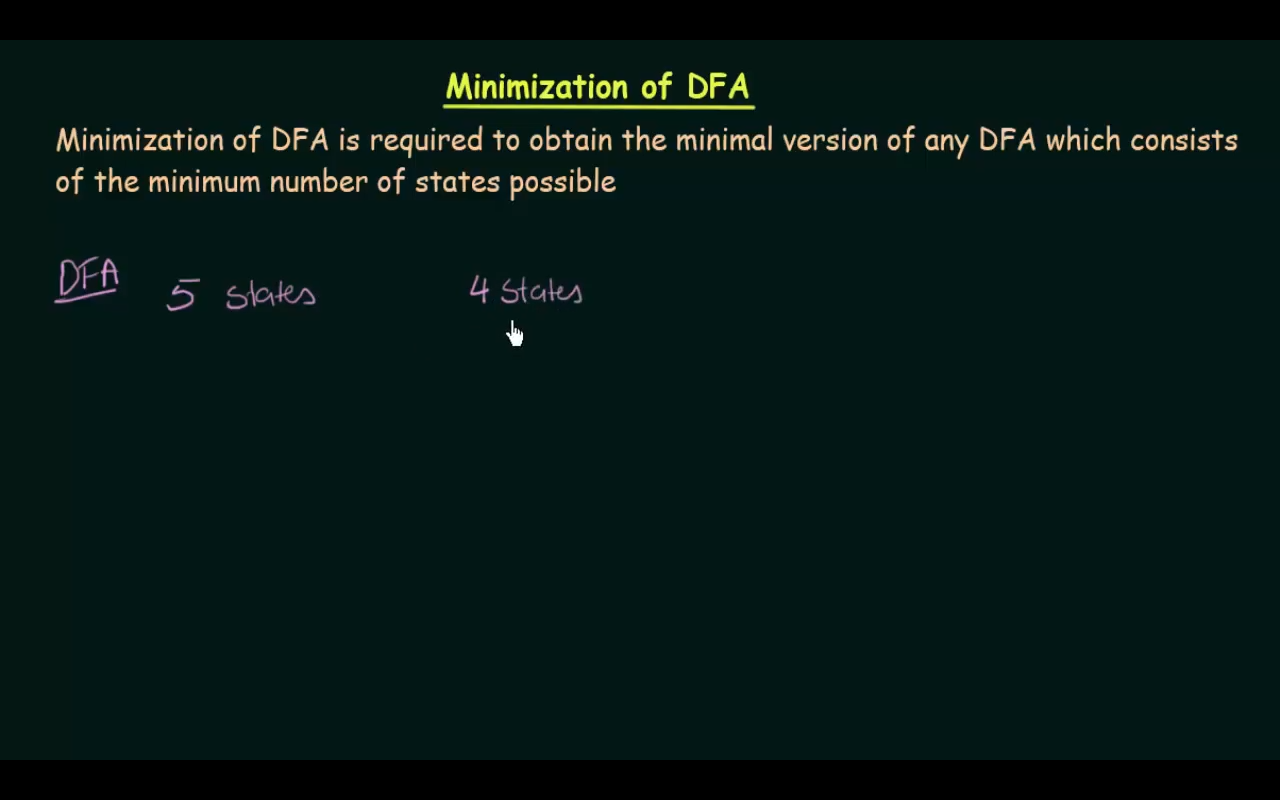 Minimization of DFA
Minimization of DFA is required to obtain the minimal version of any DFA which consists
of the minimum number of states possible
DFA 5 states 4 states